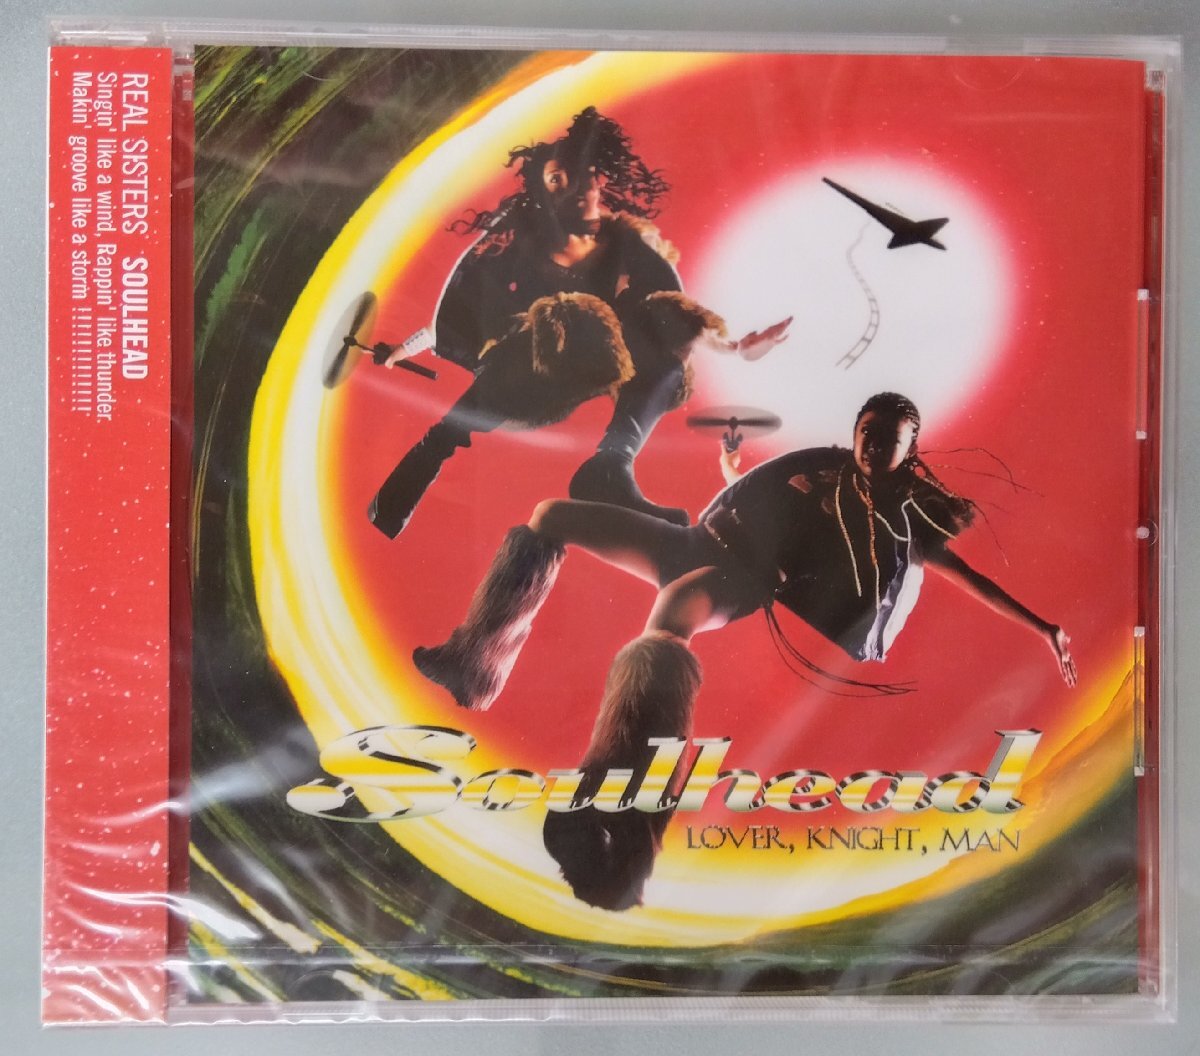 REAL SISTERS SOULHEAD
Singin' like a wind, Rappin' like thunder.
Makin' groove like a storm !!!!!!!!!!!!!!
Soulhead
LOVER, KNIGHT, MAN